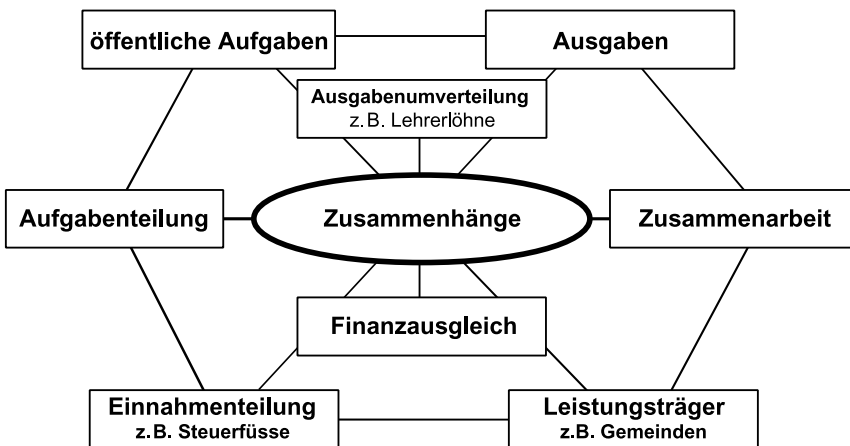 öffentliche Aufgaben
Ausgaben
Ausgabenumverteilung
z.B. Lehrerlöhne
Aufgabenteilung
Zusammenhänge
Zusammenarbeit
Finanzausgleich
Einnahmenteilung
z.B. Steuerfüsse
Leistungsträger
z.B. Gemeinden